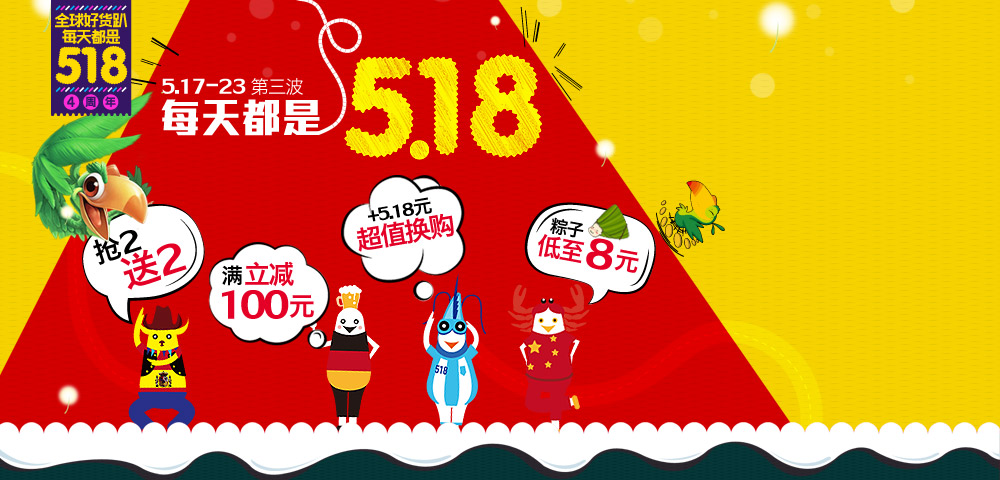 全球好货趴
每天都是
518
4周年
5.17-23 第三波
每天都是
5.18
抢2
送2
满立减
100元
+5.18元
超值换购
粽子
低至8元
518